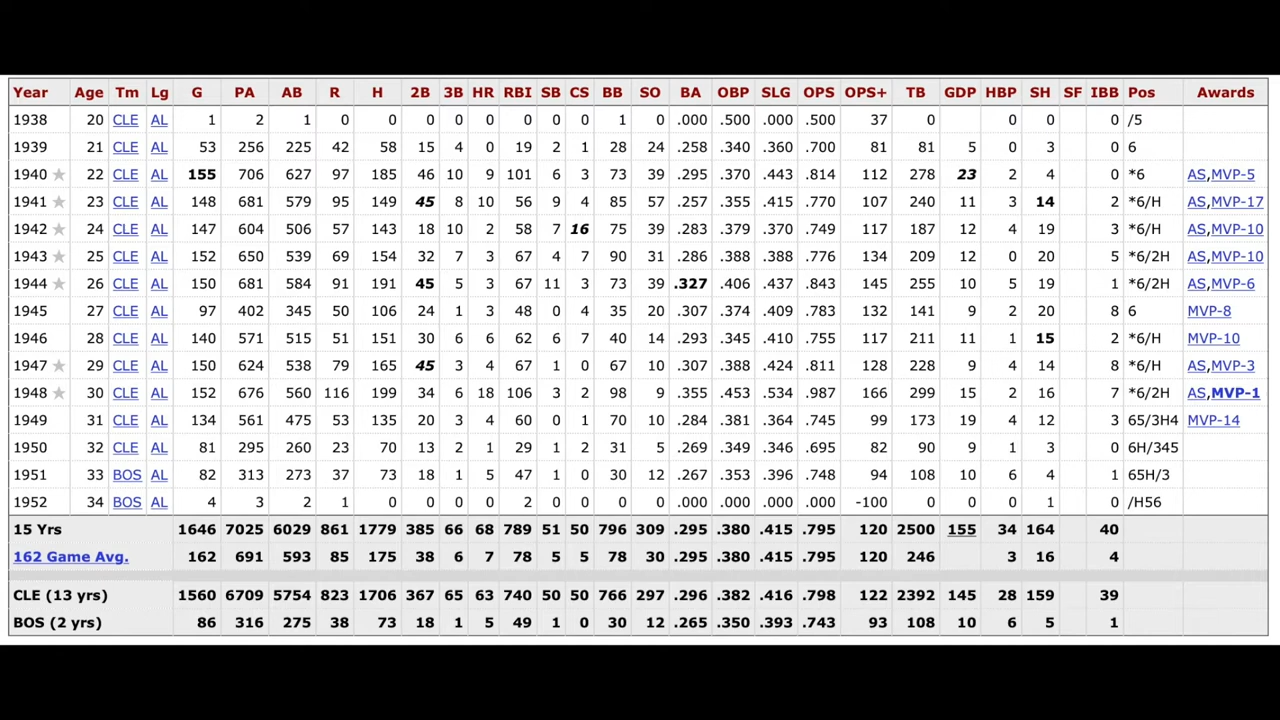 Year Age Tm Lg G PA AB R H 2B 3B HR RBI SB CS BB SO BA OBP SLG OPS OPS+ TB GDP HBP SH SF IBB Pos Awards
1938 20 CLE AL 1 2 1 0 0 0 0 0 0 0 0 1 0 .000 .500 .000 .500 37 0 0 0 0 /5
1939 21 CLE AL 53 256 225 42 58 15 4 0 19 2 1 28 24 .258 .340 .360 .700 81 81 5 0 3 0 6
1940 ★ 22 CLE AL 155 706 627 97 185 46 10 9 101 6 3 73 39 .295 .370 .443 .814 112 278 23 2 4 0 *6 AS,MVP-5
1941 ★ 23 CLE AL 148 681 579 95 149 45 8 10 56 9 4 85 57 .257 .355 .415 .770 107 240 11 3 14 2 *6/H AS,MVP-17
1942 ★ 24 CLE AL 147 604 506 57 143 18 10 2 58 7 16 75 39 .283 .379 .370 .749 117 187 12 4 19 3 *6/H AS,MVP-10
1943 ★ 25 CLE AL 152 650 539 69 154 32 7 3 67 4 7 90 31 .286 .388 .388 .776 134 209 12 0 20 5 *6/2H AS,MVP-10
1944 ★ 26 CLE AL 150 681 584 91 191 45 5 3 67 11 3 73 39 .327 .406 .437 .843 145 255 10 5 19 1 *6/2H AS,MVP-6
1945 27 CLE AL 97 402 345 50 106 24 1 3 48 0 4 35 20 .307 .374 .409 .783 132 141 9 2 20 8 6 MVP-8
1946 28 CLE AL 140 571 515 51 151 30 6 6 62 6 7 40 14 .293 .345 .410 .755 117 211 11 1 15 2 *6/H MVP-10
1947 ★ 29 CLE AL 150 624 538 79 165 45 3 4 67 1 0 67 10 .307 .388 .424 .811 128 228 9 4 14 8 *6/H AS,MVP-3
1948 ★ 30 CLE AL 152 676 560 116 199 34 6 18 106 3 2 98 9 .355 .453 .534 .987 166 299 15 2 16 7 *6/2H AS,MVP-1
1949 31 CLE AL 134 561 475 53 135 20 3 4 60 0 1 70 10 .284 .381 .364 .745 99 173 19 4 12 3 65/3H4 MVP-14
1950 32 CLE AL 81 295 260 23 70 13 2 1 29 1 2 31 5 .269 .349 .346 .695 82 90 9 1 3 0 6H/345
1951 33 BOS AL 82 313 273 37 73 18 1 5 47 1 0 30 12 .267 .353 .396 .748 94 108 10 6 4 1 65H/3
1952 34 BOS AL 4 3 2 1 0 0 0 0 2 0 0 0 0 .000 .000 .000 .000 -100 0 0 0 1 0 /H56
15 Yrs 1646 7025 6029 861 1779 385 66 68 789 51 50 796 309 .295 .380 .415 .795 120 2500 155 34 164 40
162 Game Avg. 162 691 593 85 175 38 6 7 78 5 5 78 30 .295 .380 .415 .795 120 246 3 16 4
CLE (13 yrs) 1560 6709 5754 823 1706 367 65 63 740 50 50 766 297 .296 .382 .416 .798 122 2392 145 28 159 39
BOS (2 yrs) 86 316 275 38 73 18 1 5 49 1 0 30 12 .265 .350 .393 .743 93 108 10 6 5 1